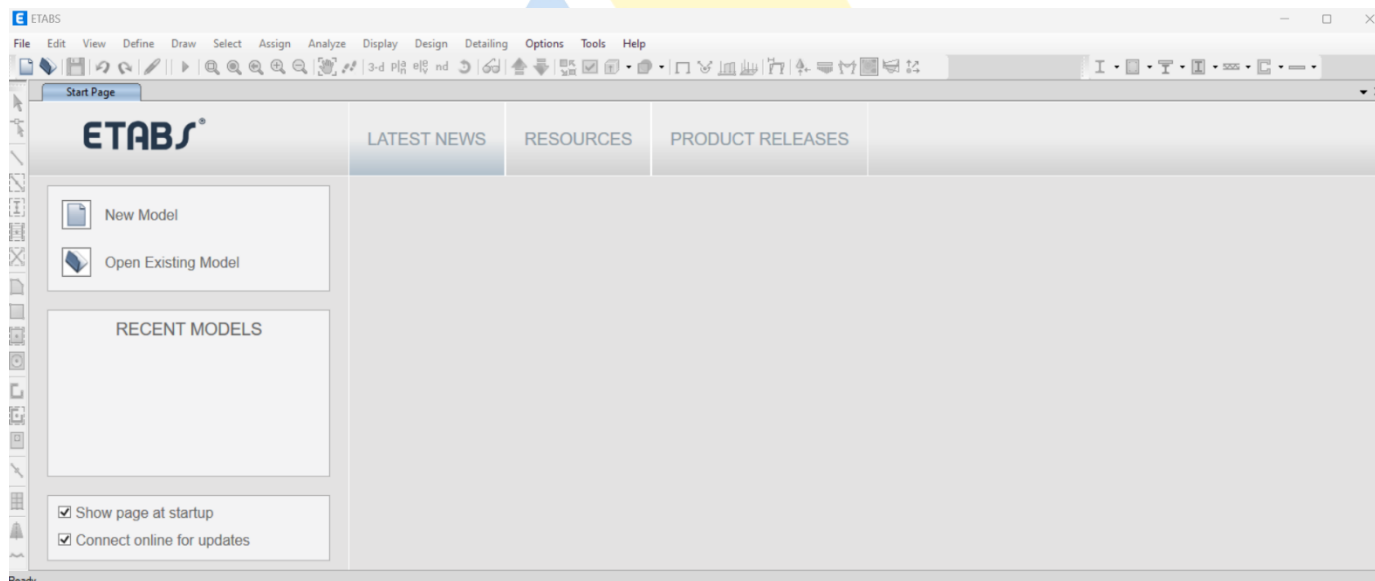 ETABS
File Edit View Define Draw Select Assign Analyze Display Design Detailing Options Tools Help
3-d nd
Start Page
ETABS®
LATEST NEWS RESOURCES PRODUCT RELEASES
New Model
Open Existing Model
RECENT MODELS
Show page at startup
Connect online for updates
Ready